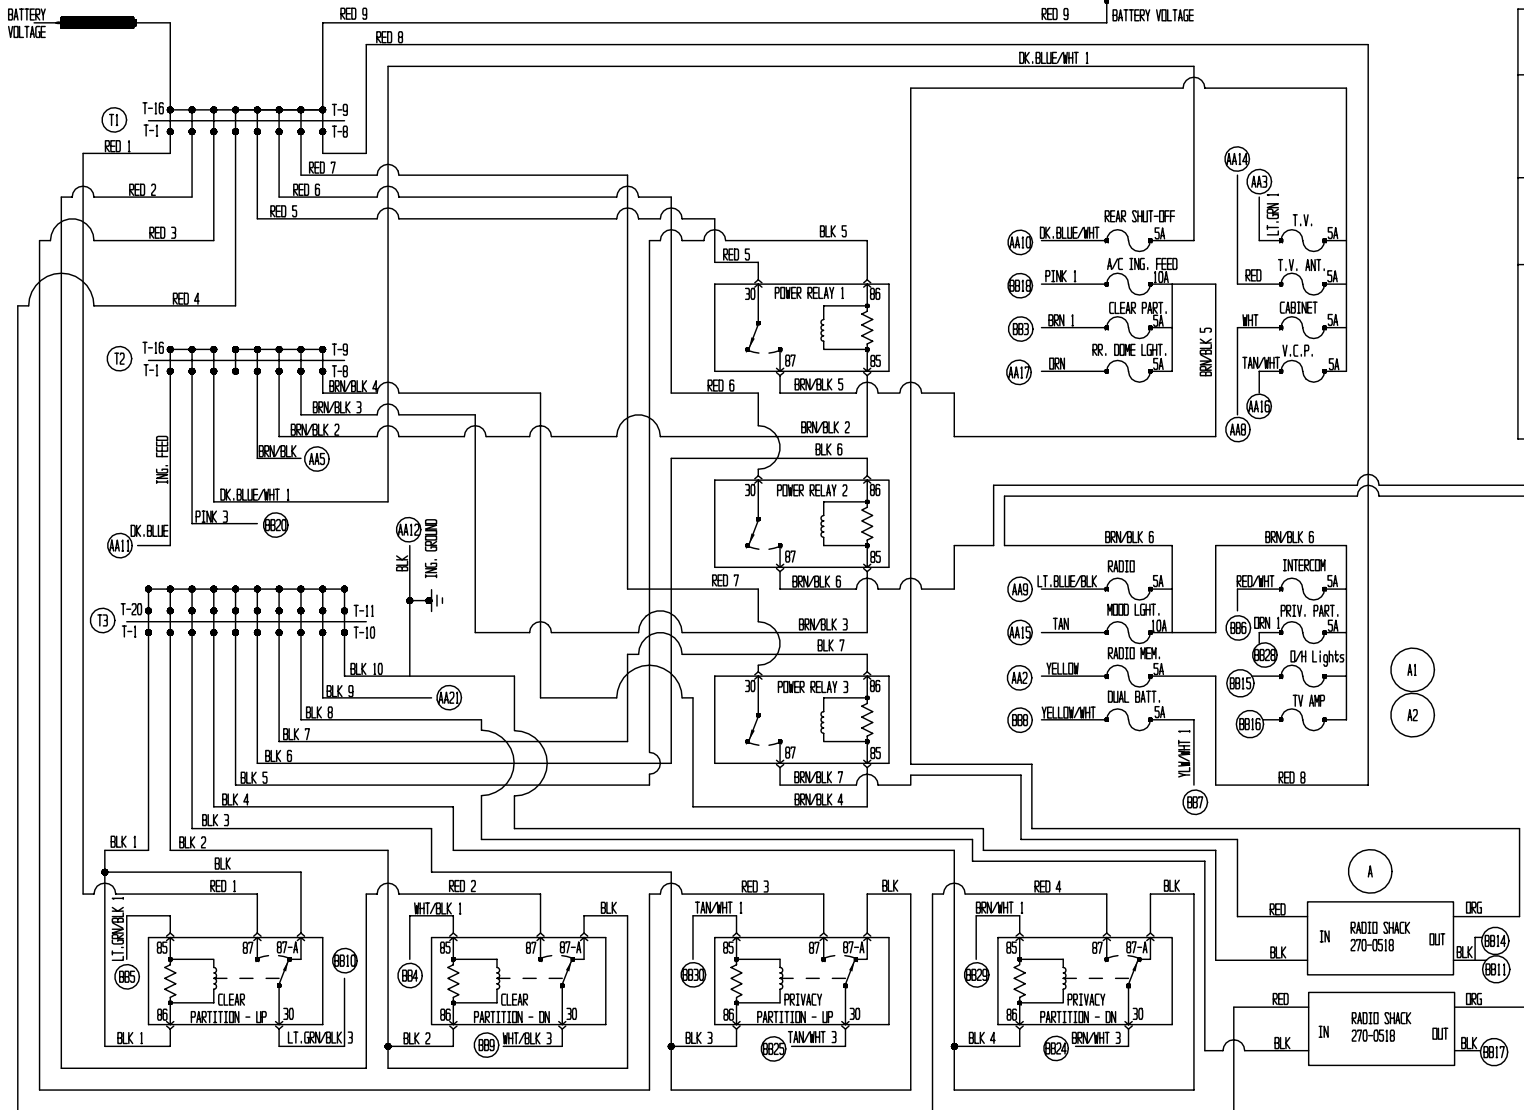 BATTERY
VOLTAGE
RED 9
RED 9
BATTERY VOLTAGE
RED 8
DK.BLUE/WHT 1
T-16
T-9
T1
T-1
T-8
RED 1
RED 7
RED 2
RED 6
RED 5
RED 3
RED 4
BLK 5
RED 5
30
POWER RELAY 1
86
87
85
BRN/BLK 5
RED 6
BRN/BLK 2
BLK 6
AA14
AA3
LT.GRN 1
REAR SHUT-OFF
AA10
DK.BLUE/WHT
5A
T.V.
5A
A/C ING. FEED
BB18
PINK 1
10A
T.V. ANT.
RED
5A
CLEAR PART.
BB3
BRN 1
5A
CABINET
WHT
5A
RR. DOME LGHT.
AA17
ORN
5A
BRN/BLK 5
V.C.P.
TAN/WHT
5A
AA16
AA8
T-16
T-9
T2
T-1
T-8
BRN/BLK 4
BRN/BLK 3
BRN/BLK 2
BRN/BLK
AA5
ING. FEED
DK.BLUE/WHT 1
PINK 3
BB20
DK.BLUE
AA11
AA12
BLK
ING. GROUND
30
POWER RELAY 2
86
87
85
BRN/BLK 6
RED 7
BRN/BLK 3
BLK 7
BRN/BLK 6
BRN/BLK 6
RADIO
AA9
LT.BLUE/BLK
5A
INTERCOM
RED/WHT
5A
MOOD LGHT.
AA15
TAN
10A
BB6
ORN 1
PRIV. PART.
5A
BB28
RADIO MEM.
AA2
YELLOW
5A
O/H Lights
BB15
DUAL BATT.
BB8
YELLOW/WHT
5A
TV AMP
BB16
YLW/WHT 1
BB7
RED 8
A1
A2
T3
T-20
T-11
T-1
T-10
BLK 10
BLK 9
AA21
BLK 8
BLK 7
BLK 6
BLK 5
BLK 4
BLK 3
BLK 2
BLK 1
30
POWER RELAY 3
86
87
85
BRN/BLK 7
BRN/BLK 4
BLK
RED 1
LT.GRN/BLK 1
BB5
85
87
87-A
BB10
CLEAR
PARTITION - UP
86
30
BLK 1
LT.GRN/BLK 3
RED 2
WHT/BLK 1
BLK
BB4
85
87
87-A
CLEAR
PARTITION - DN
86
30
BLK 2
BB9
WHT/BLK 3
RED 3
TAN/WHT 1
BLK
BB30
85
87
87-A
PRIVACY
PARTITION - UP
86
30
BLK 3
BB25
TAN/WHT 3
RED 4
BRN/WHT 1
BLK
BB29
85
87
87-A
PRIVACY
PARTITION - DN
86
30
BLK 4
BB24
BRN/WHT 3
A
RED
ORG
IN
RADIO SHACK
270-0518
OUT
BLK
BLK
BB14
BB11
RED
ORG
IN
RADIO SHACK
270-0518
OUT
BLK
BLK
BB17